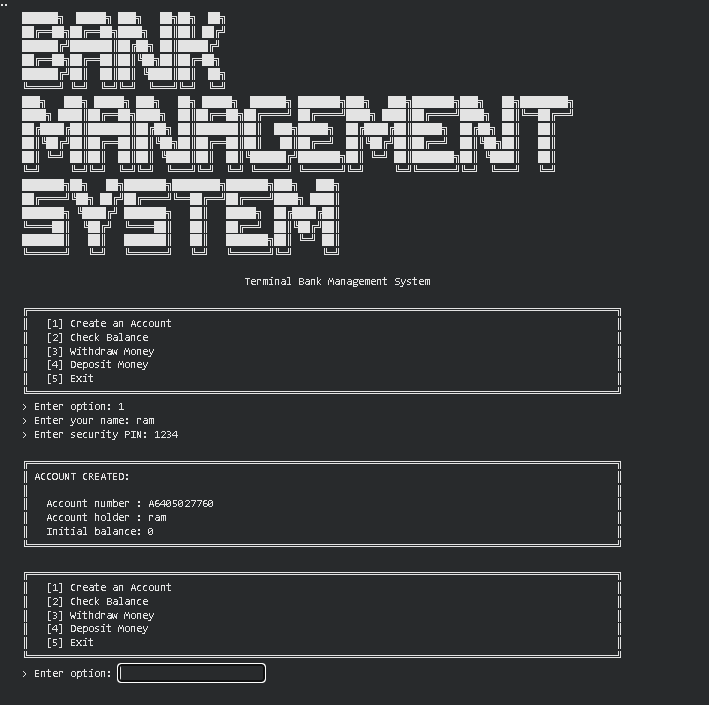 BANK
MANAGEMENT
SYSTEM
Terminal Bank Management System
[1] Create an Account
[2] Check Balance
[3] Withdraw Money
[4] Deposit Money
[5] Exit
> Enter option: 1
> Enter your name: ram
> Enter security PIN: 1234
ACCOUNT CREATED:
Account number : A6405027760
Account holder : ram
Initial balance: 0
[1] Create an Account
[2] Check Balance
[3] Withdraw Money
[4] Deposit Money
[5] Exit
> Enter option: